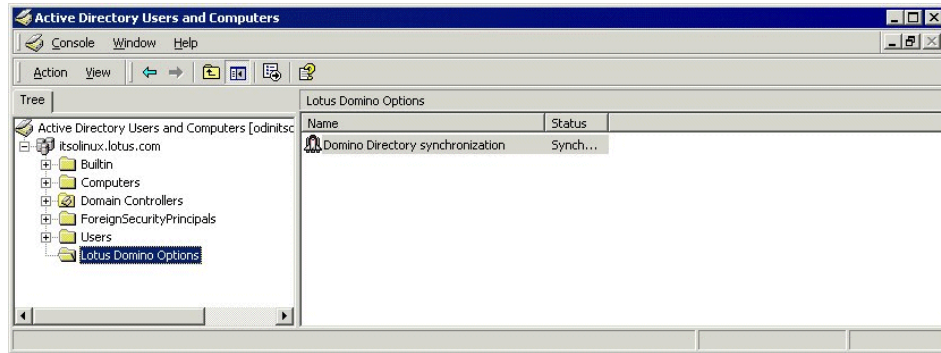 Active Directory Users and Computers
Console Window Help
Action View
Tree
Lotus Domino Options
Active Directory Users and Computers [odinitsc
Name Status
itsolinux.lotus.com
Domino Directory synchronization Synch...
Builtin
Computers
Domain Controllers
ForeignSecurityPrincipals
Users
Lotus Domino Options